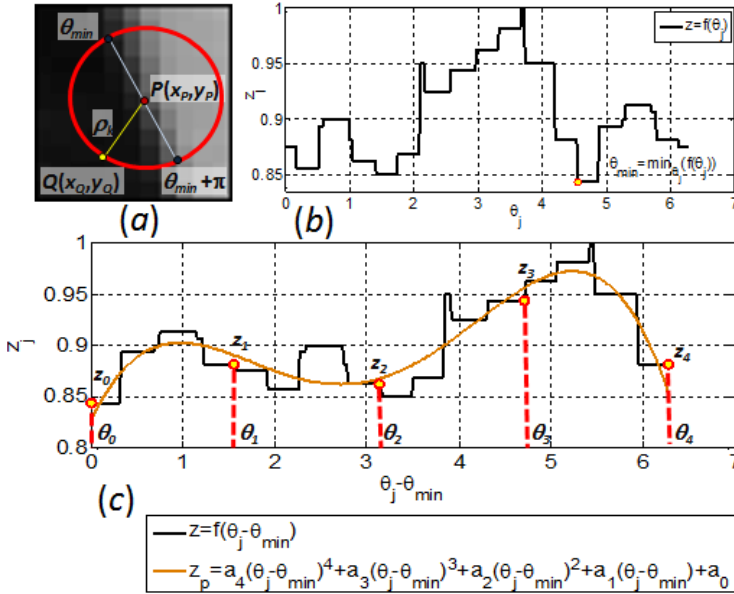 θmin
P(xP,yP)
ρk
Q(xQ,yQ)
θmin+π
(a)
1
0.95
0.9
0.85
zj
z=f(θj)
θmin=minθj(f(θj))
0 1 2 3 4 5 6 7
θj
(b)
1
0.95
0.9
0.85
0.8
zj
z0
z1
z2
z3
z4
θ0
θ1
θ2
θ3
θ4
0 1 2 3 4 5 6 7
θj-θmin
(c)
z=f(θj-θmin)
zp=a4(θj-θmin)4+a3(θj-θmin)3+a2(θj-θmin)2+a1(θj-θmin)+a0